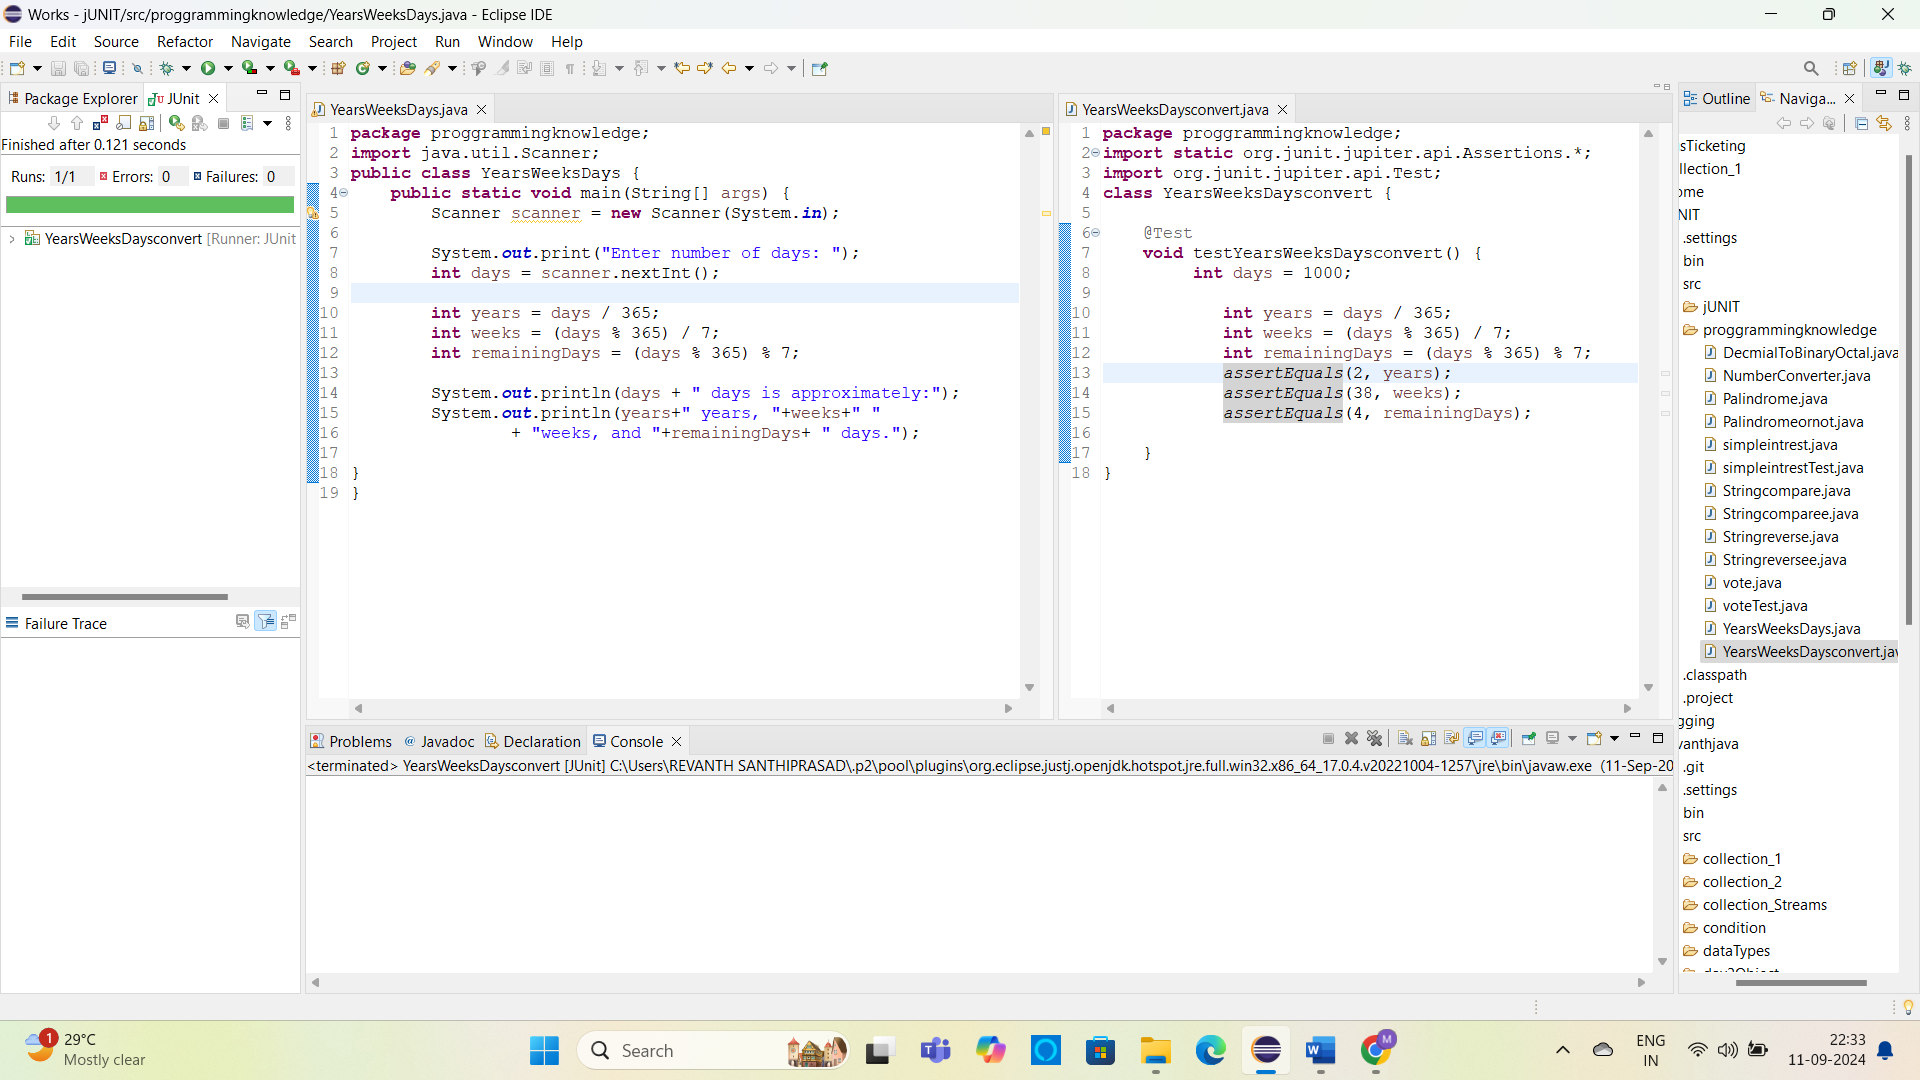 Works - jUNIT/src/proggrammingknowledge/YearsWeeksDays.java - Eclipse IDE
File Edit Source Refactor Navigate Search Project Run Window Help
Package Explorer JUnit
Finished after 0.121 seconds
Runs: 1/1 Errors: 0 Failures: 0
YearsWeeksDaysconvert [Runner: JUnit
Failure Trace
YearsWeeksDays.java
1 package proggrammingknowledge;
2 import java.util.Scanner;
3 public class YearsWeeksDays {
4 public static void main(String[] args) {
5 Scanner scanner = new Scanner(System.in);
6
7 System.out.print("Enter number of days: ");
8 int days = scanner.nextInt();
9
10 int years = days / 365;
11 int weeks = (days % 365) / 7;
12 int remainingDays = (days % 365) % 7;
13
14 System.out.println(days + " days is approximately:");
15 System.out.println(years+" years, "+weeks+" "
16 + "weeks, and "+remainingDays+ " days.");
17
18 }
19 }
YearsWeeksDaysconvert.java
1 package proggrammingknowledge;
2 import static org.junit.jupiter.api.Assertions.*;
3 import org.junit.jupiter.api.Test;
4 class YearsWeeksDaysconvert {
5
6 @Test
7 void testYearsWeeksDaysconvert() {
8 int days = 1000;
9
10 int years = days / 365;
11 int weeks = (days % 365) / 7;
12 int remainingDays = (days % 365) % 7;
13 assertEquals(2, years);
14 assertEquals(38, weeks);
15 assertEquals(4, remainingDays);
16
17 }
18 }
Problems @ Javadoc Declaration Console
<terminated> YearsWeeksDaysconvert [JUnit] C:\Users\REVANTH SANTHIPRASAD\.p2\pool\plugins\org.eclipse.justj.openjdk.hotspot.jre.full.win32.x86_64_17.0.4.v20221004-1257\jre\bin\javaw.exe (11-Sep-20
Outline Naviga...
sTicketing
llection_1
ome
NIT
.settings
bin
src
jUNIT
proggrammingknowledge
DecmialToBinaryOctal.java
NumberConverter.java
Palindrome.java
Palindromeornot.java
simpleintrest.java
simpleintrestTest.java
Stringcompare.java
Stringcomparee.java
Stringreverse.java
Stringreversee.java
vote.java
voteTest.java
YearsWeeksDays.java
YearsWeeksDaysconvert.jav
.classpath
.project
gging
vanthjava
.git
.settings
bin
src
collection_1
collection_2
collection_Streams
condition
dataTypes
1
29°C
Mostly clear
Search
M
ENG
IN
22:33
11-09-2024